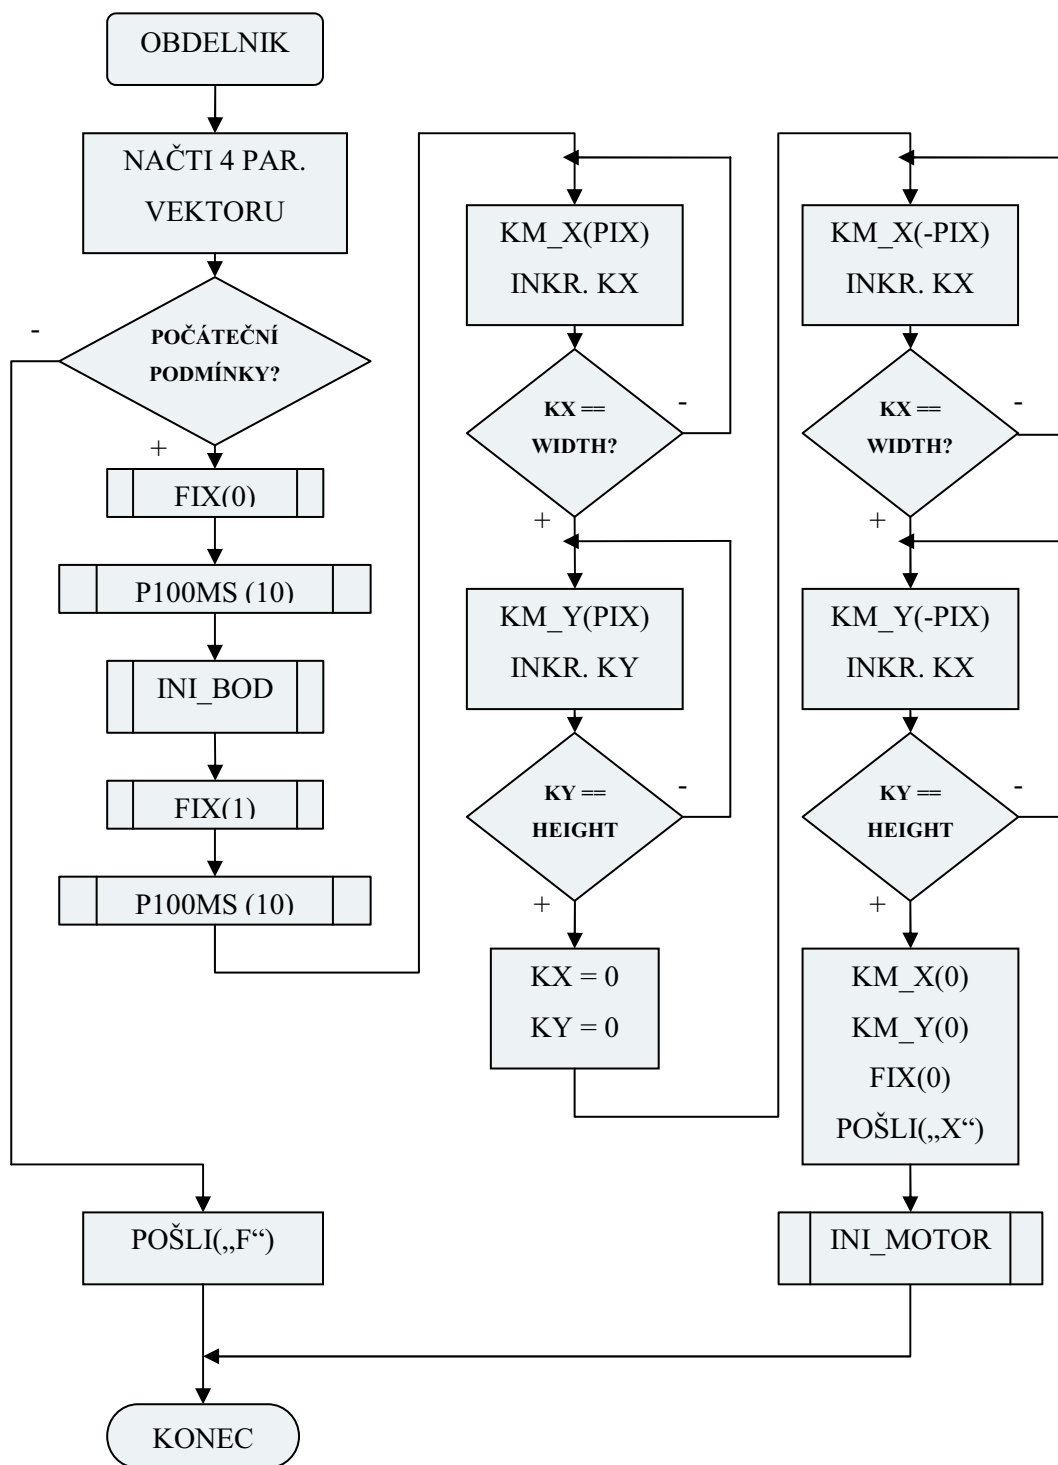 OBDELNIK
NAČTI 4 PAR.
VEKTORU
-
POČÁTEČNÍ
PODMÍNKY?
+
FIX(0)
P100MS (10)
INI_BOD
FIX(1)
P100MS (10)
POŠLI(„F“)
KONEC
KM_X(PIX)
INKR. KX
KX ==
WIDTH?
-
+
KM_Y(PIX)
INKR. KY
KY ==
HEIGHT
-
+
KX = 0
KY = 0
KM_X(-PIX)
INKR. KX
KX ==
WIDTH?
-
+
KM_Y(-PIX)
INKR. KX
KY ==
HEIGHT
-
+
KM_X(0)
KM_Y(0)
FIX(0)
POŠLI(„X“)
INI_MOTOR